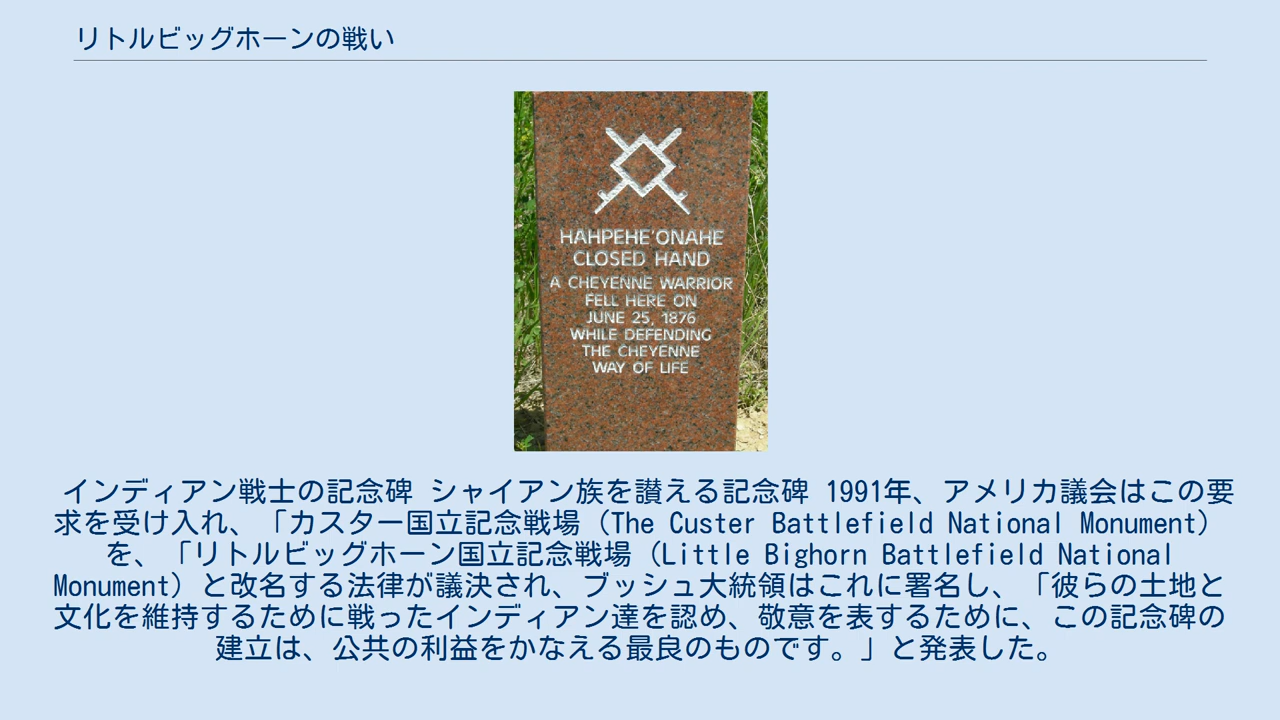 リトルビッグホーンの戦い
HAHPEHE'ONAHE
CLOSED HAND
A CHEYENNE WARRIOR
FELL HERE ON
JUNE 25, 1876
WHILE DEFENDING
THE CHEYENNE
WAY OF LIFE
インディアン戦士の記念碑 シャイアン族を讃える記念碑 1991年、アメリカ議会はこの要
求を受け入れ、「カスター国立記念戦場（The Custer Battlefield National Monument）
を、「リトルビッグホーン国立記念戦場（Little Bighorn Battlefield National
Monument）と改名する法律が議決され、ブッシュ大統領はこれに署名し、「彼らの土地と
文化を維持するために戦ったインディアン達を認め、敬意を表するために、この記念碑の
建立は、公共の利益をかなえる最良のものです。」と発表した。